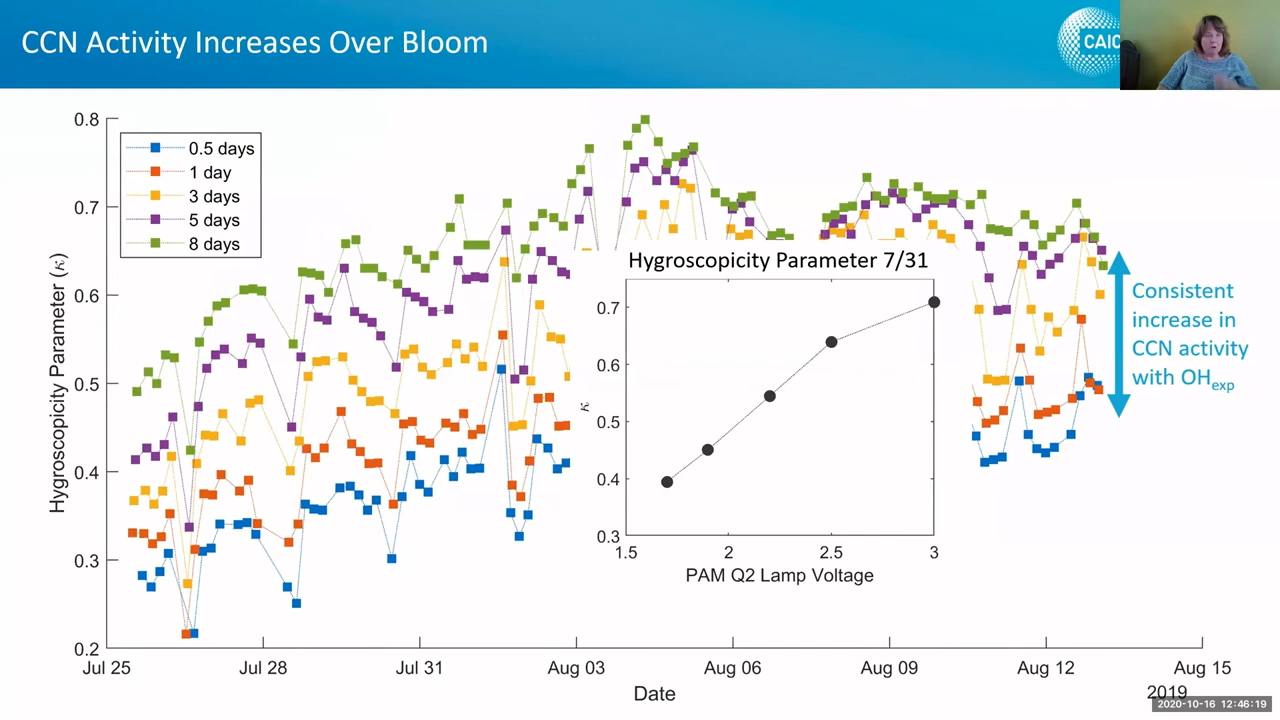 CCN Activity Increases Over Bloom
CAIC
0.8
0.7
0.6
0.5
0.4
0.3
0.2
Hygroscopicity Parameter (κ)
0.5 days
1 day
3 days
5 days
8 days
Hygroscopicity Parameter 7/31
0.7
0.6
0.5
0.4
0.3
κ
1.5 2 2.5 3
PAM Q2 Lamp Voltage
Consistent
increase in
CCN activity
with OHexp
Jul 25 Jul 28 Jul 31 Aug 03 Aug 06 Aug 09 Aug 12 Aug 15
Date
2019
2020-10-16 12:46:19